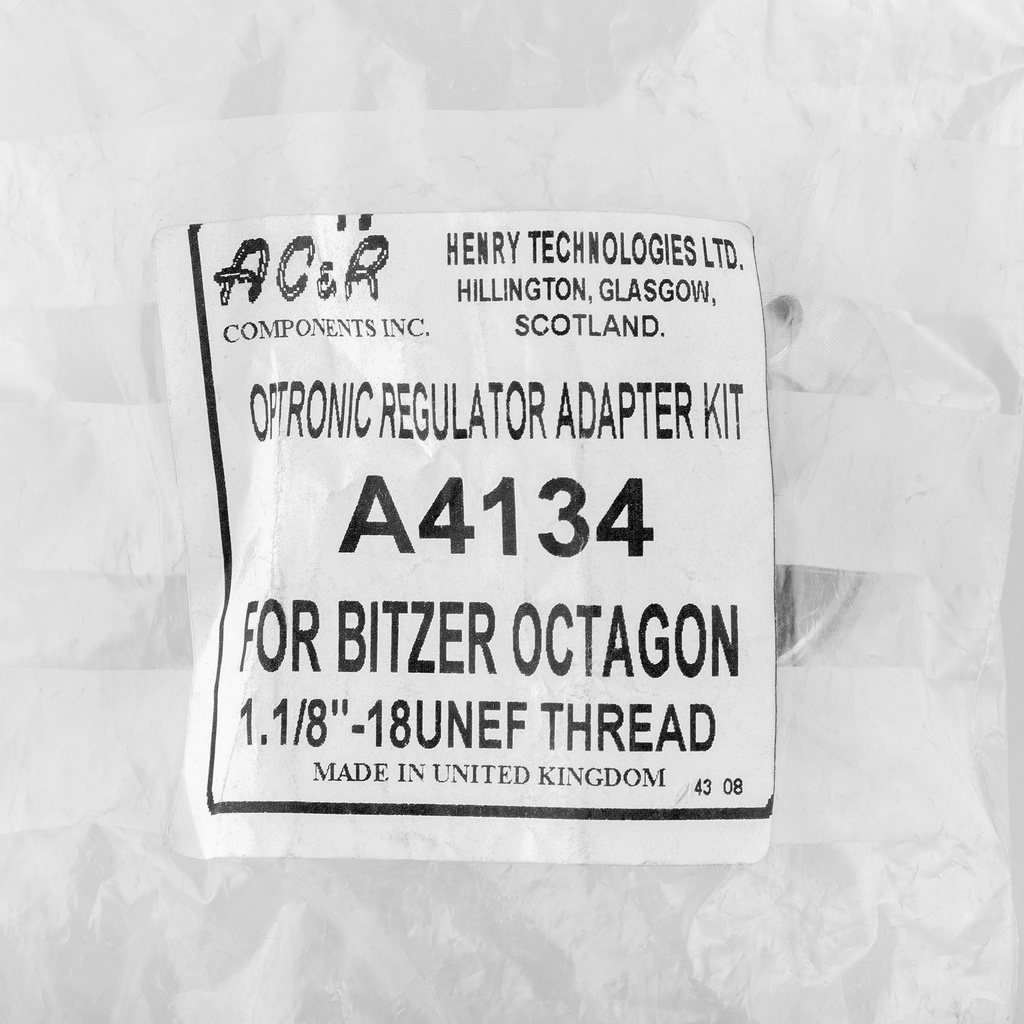 AC&R
COMPONENTS INC.
HENRY TECHNOLOGIES LTD.
HILLINGTON, GLASGOW,
SCOTLAND.
OPTRONIC REGULATOR ADAPTER KIT
A4134
FOR BITZER OCTAGON
1.1/8"-18UNEF THREAD
MADE IN UNITED KINGDOM
43 08